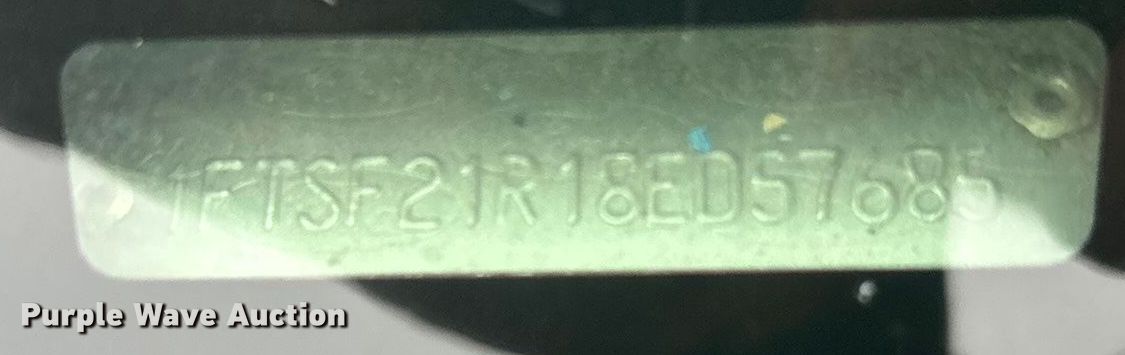 1FTSF21R18ED57685
Purple Wave Auction